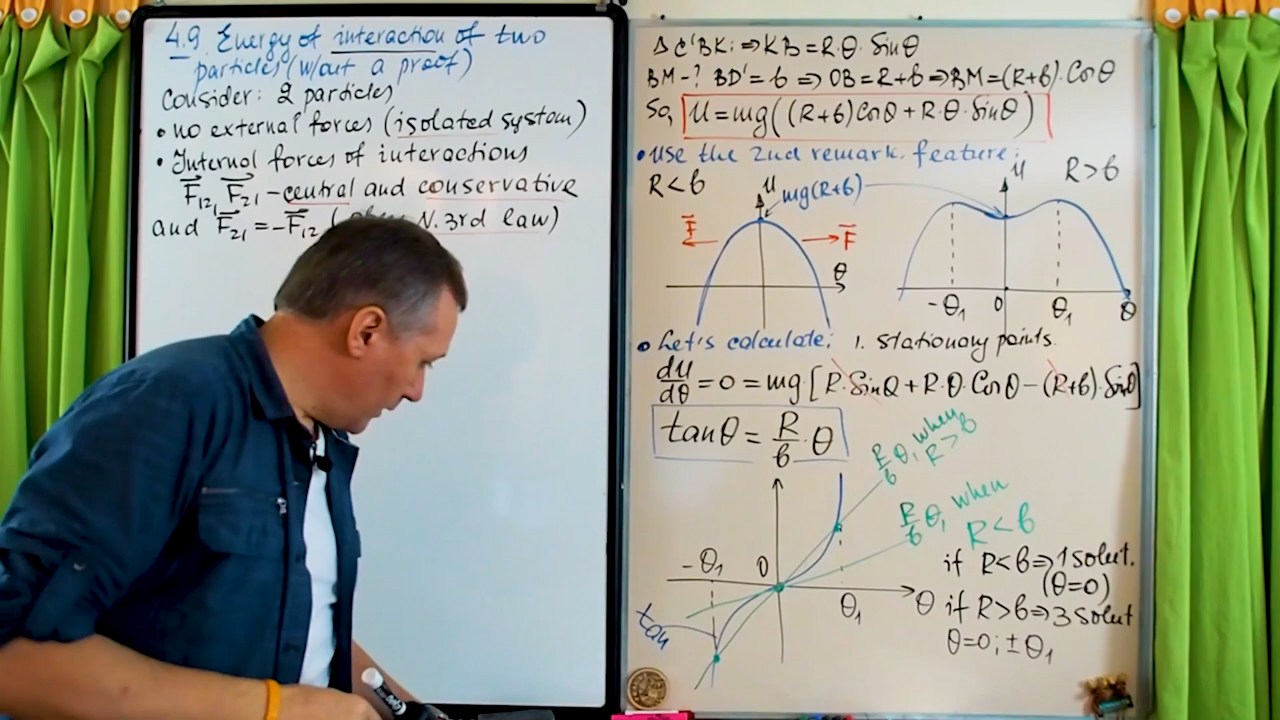 4.9. Energy of interaction of two
particles (w/out a proof)
Consider: 2 particles
• no external forces (isolated system)
• Internal forces of interactions
F₁₂, F₂₁ - central and conservative
and F₂₁ = -F₁₂ ( N. 3rd law)
Δ C'BK: ⇒ KB = R·θ·Sinθ
BM-? BD' = b ⇒ OB = R+b ⇒ BM = (R+b)·Cosθ
So, U = mg((R+b)Cosθ + R·θ·Sinθ)
• Use the 2nd remark. feature:
R<b
U
mg(R+b)
U
R>b
F
F
θ
-θ₁
0
θ₁
θ
• Let's calculate: 1. Stationary points.
dU/dθ = 0 = mg·[R·Sinθ + R·θ·Cosθ - (R+b)·Sinθ]
tanθ = R/b·θ
R/b θ, when
R>b
R/b θ, when
R<b
-θ₁
0
θ₁
θ
tan
if R<b ⇒ 1 solut.
(θ=0)
if R>b ⇒ 3 solut
θ=0; ±θ₁